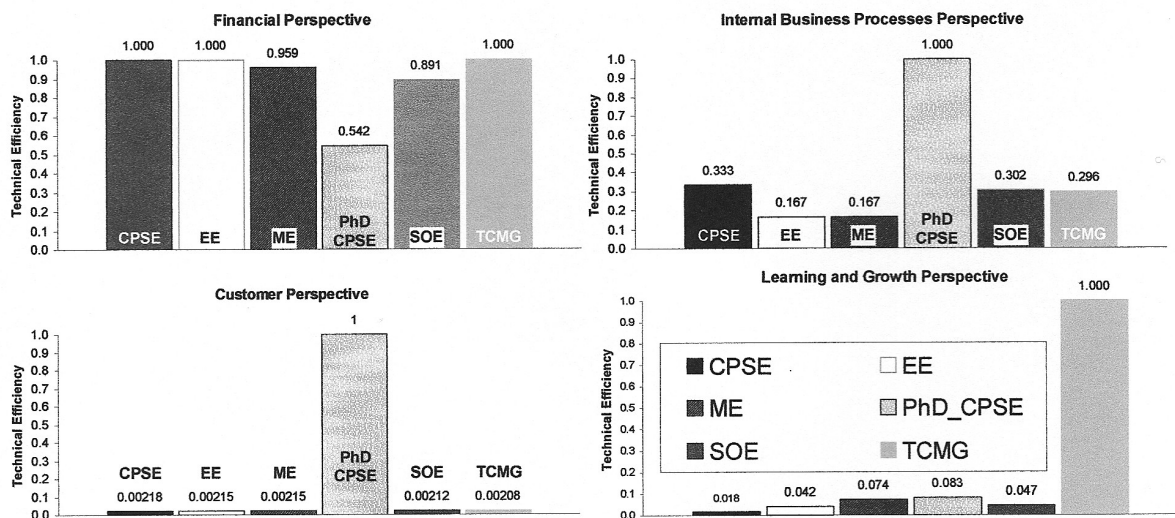 Financial Perspective
Technical Efficiency
1.0
0.9
0.8
0.7
0.6
0.5
0.4
0.3
0.2
0.1
0.0
1.000
1.000
0.959
0.542
0.891
1.000
CPSE
EE
ME
PhD
CPSE
SOE
TCMG
Internal Business Processes Perspective
Technical Efficiency
1.0
0.9
0.8
0.7
0.6
0.5
0.4
0.3
0.2
0.1
0.0
0.333
0.167
0.167
1.000
0.302
0.296
CPSE
EE
ME
PhD
CPSE
SOE
TCMG
Customer Perspective
Technical Efficiency
1.0
0.9
0.8
0.7
0.6
0.5
0.4
0.3
0.2
0.1
0.0
1
CPSE
EE
ME
PhD
CPSE
SOE
TCMG
0.00218
0.00215
0.00215
0.00212
0.00208
Learning and Growth Perspective
Technical Efficiency
1.0
0.9
0.8
0.7
0.6
0.5
0.4
0.3
0.2
0.1
0.0
1.000
CPSE
EE
ME
PhD_CPSE
SOE
TCMG
0.018
0.042
0.074
0.083
0.047